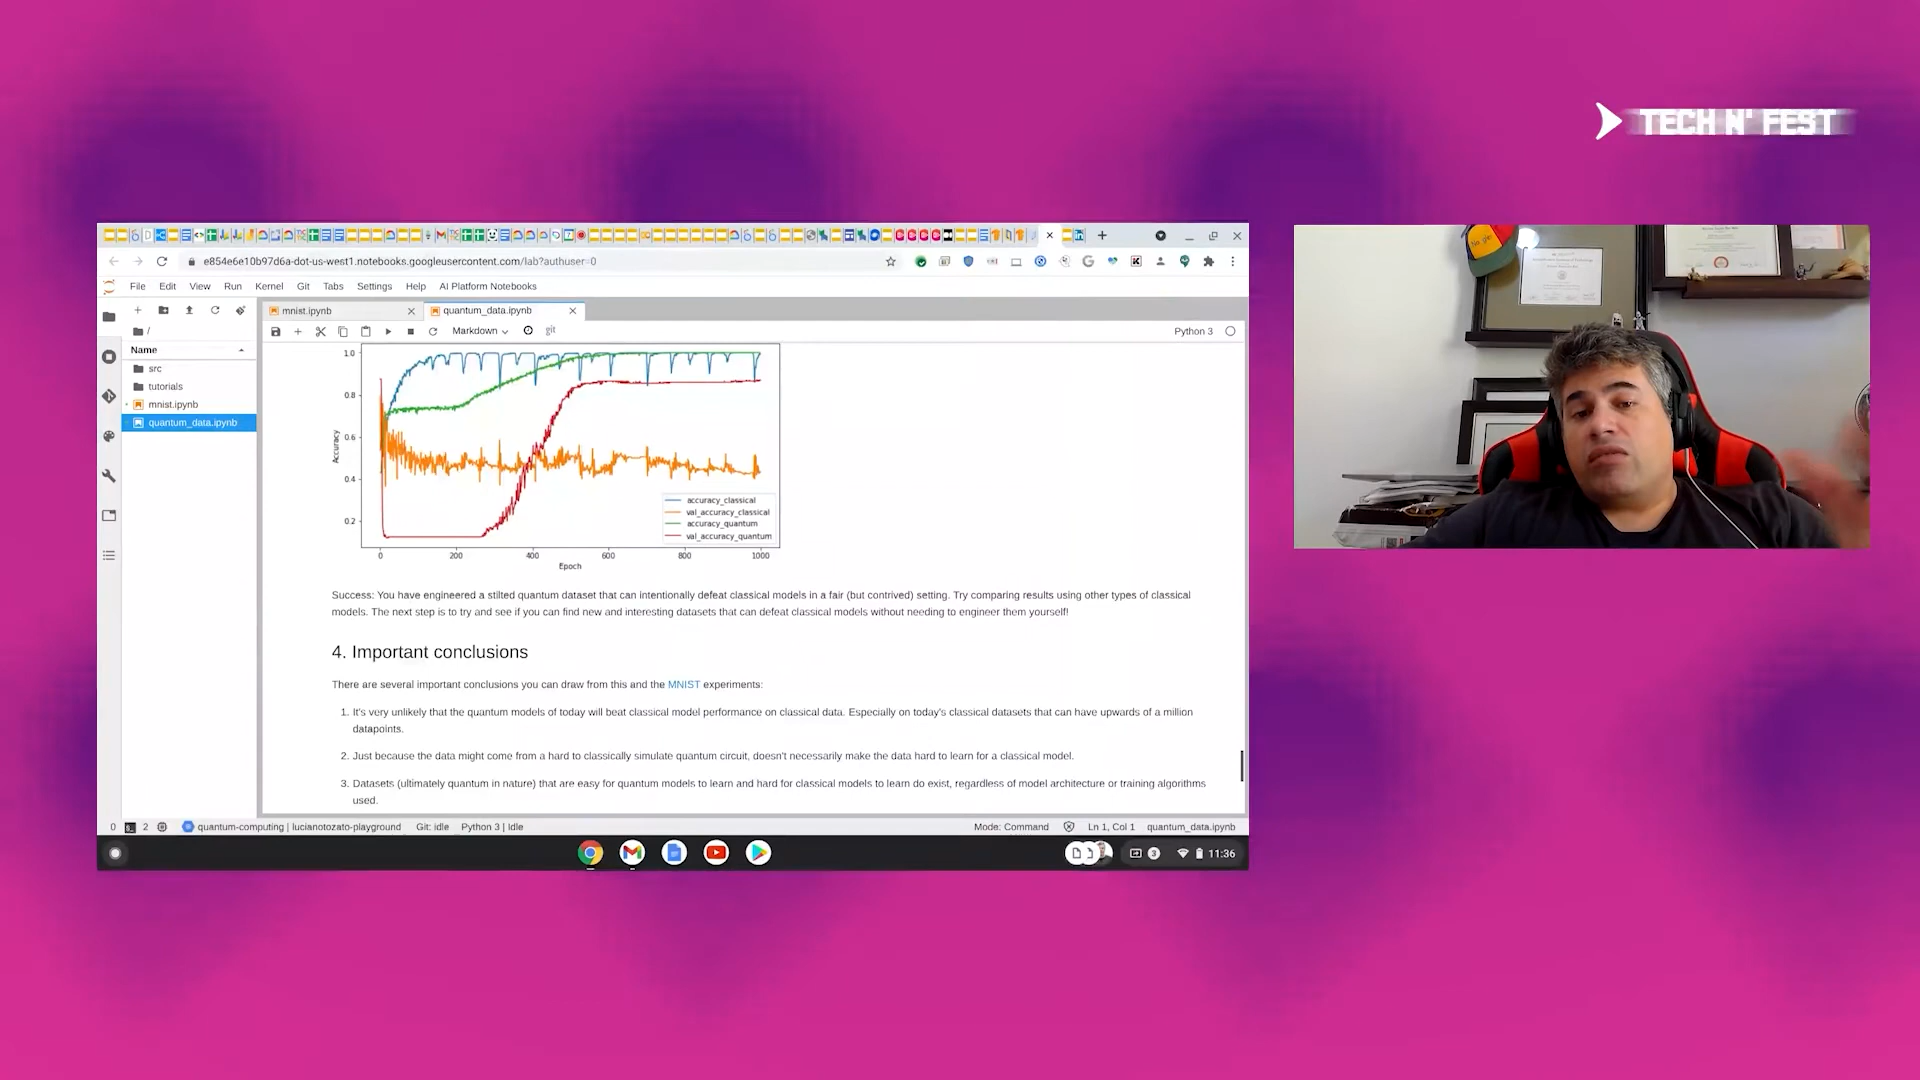 TECH N' FEST
No gler
e854e6e10b97d6a-dot-us-west1.notebooks.googleusercontent.com/lab?authuser=0
File Edit View Run Kernel Git Tabs Settings Help AI Platform Notebooks
mnist.ipynb
quantum_data.ipynb
Markdown
git
Python 3
/
Name
src
tutorials
mnist.ipynb
quantum_data.ipynb
1.0
0.8
0.6
0.4
0.2
Accuracy
accuracy_classical
val_accuracy_classical
accuracy_quantum
val_accuracy_quantum
0 200 400 600 800 1000
Epoch
Success: You have engineered a stilted quantum dataset that can intentionally defeat classical models in a fair (but contrived) setting. Try comparing results using other types of classical
models. The next step is to try and see if you can find new and interesting datasets that can defeat classical models without needing to engineer them yourself!
4. Important conclusions
There are several important conclusions you can draw from this and the MNIST experiments:
1. It's very unlikely that the quantum models of today will beat classical model performance on classical data. Especially on today's classical datasets that can have upwards of a million
datapoints.
2. Just because the data might come from a hard to classically simulate quantum circuit, doesn't necessarily make the data hard to learn for a classical model.
3. Datasets (ultimately quantum in nature) that are easy for quantum models to learn and hard for classical models to learn do exist, regardless of model architecture or training algorithms
used.
0 2 quantum-computing | lucianotozato-playground Git: idle Python 3 | Idle
Mode: Command Ln 1, Col 1 quantum_data.ipynb
3 11:36